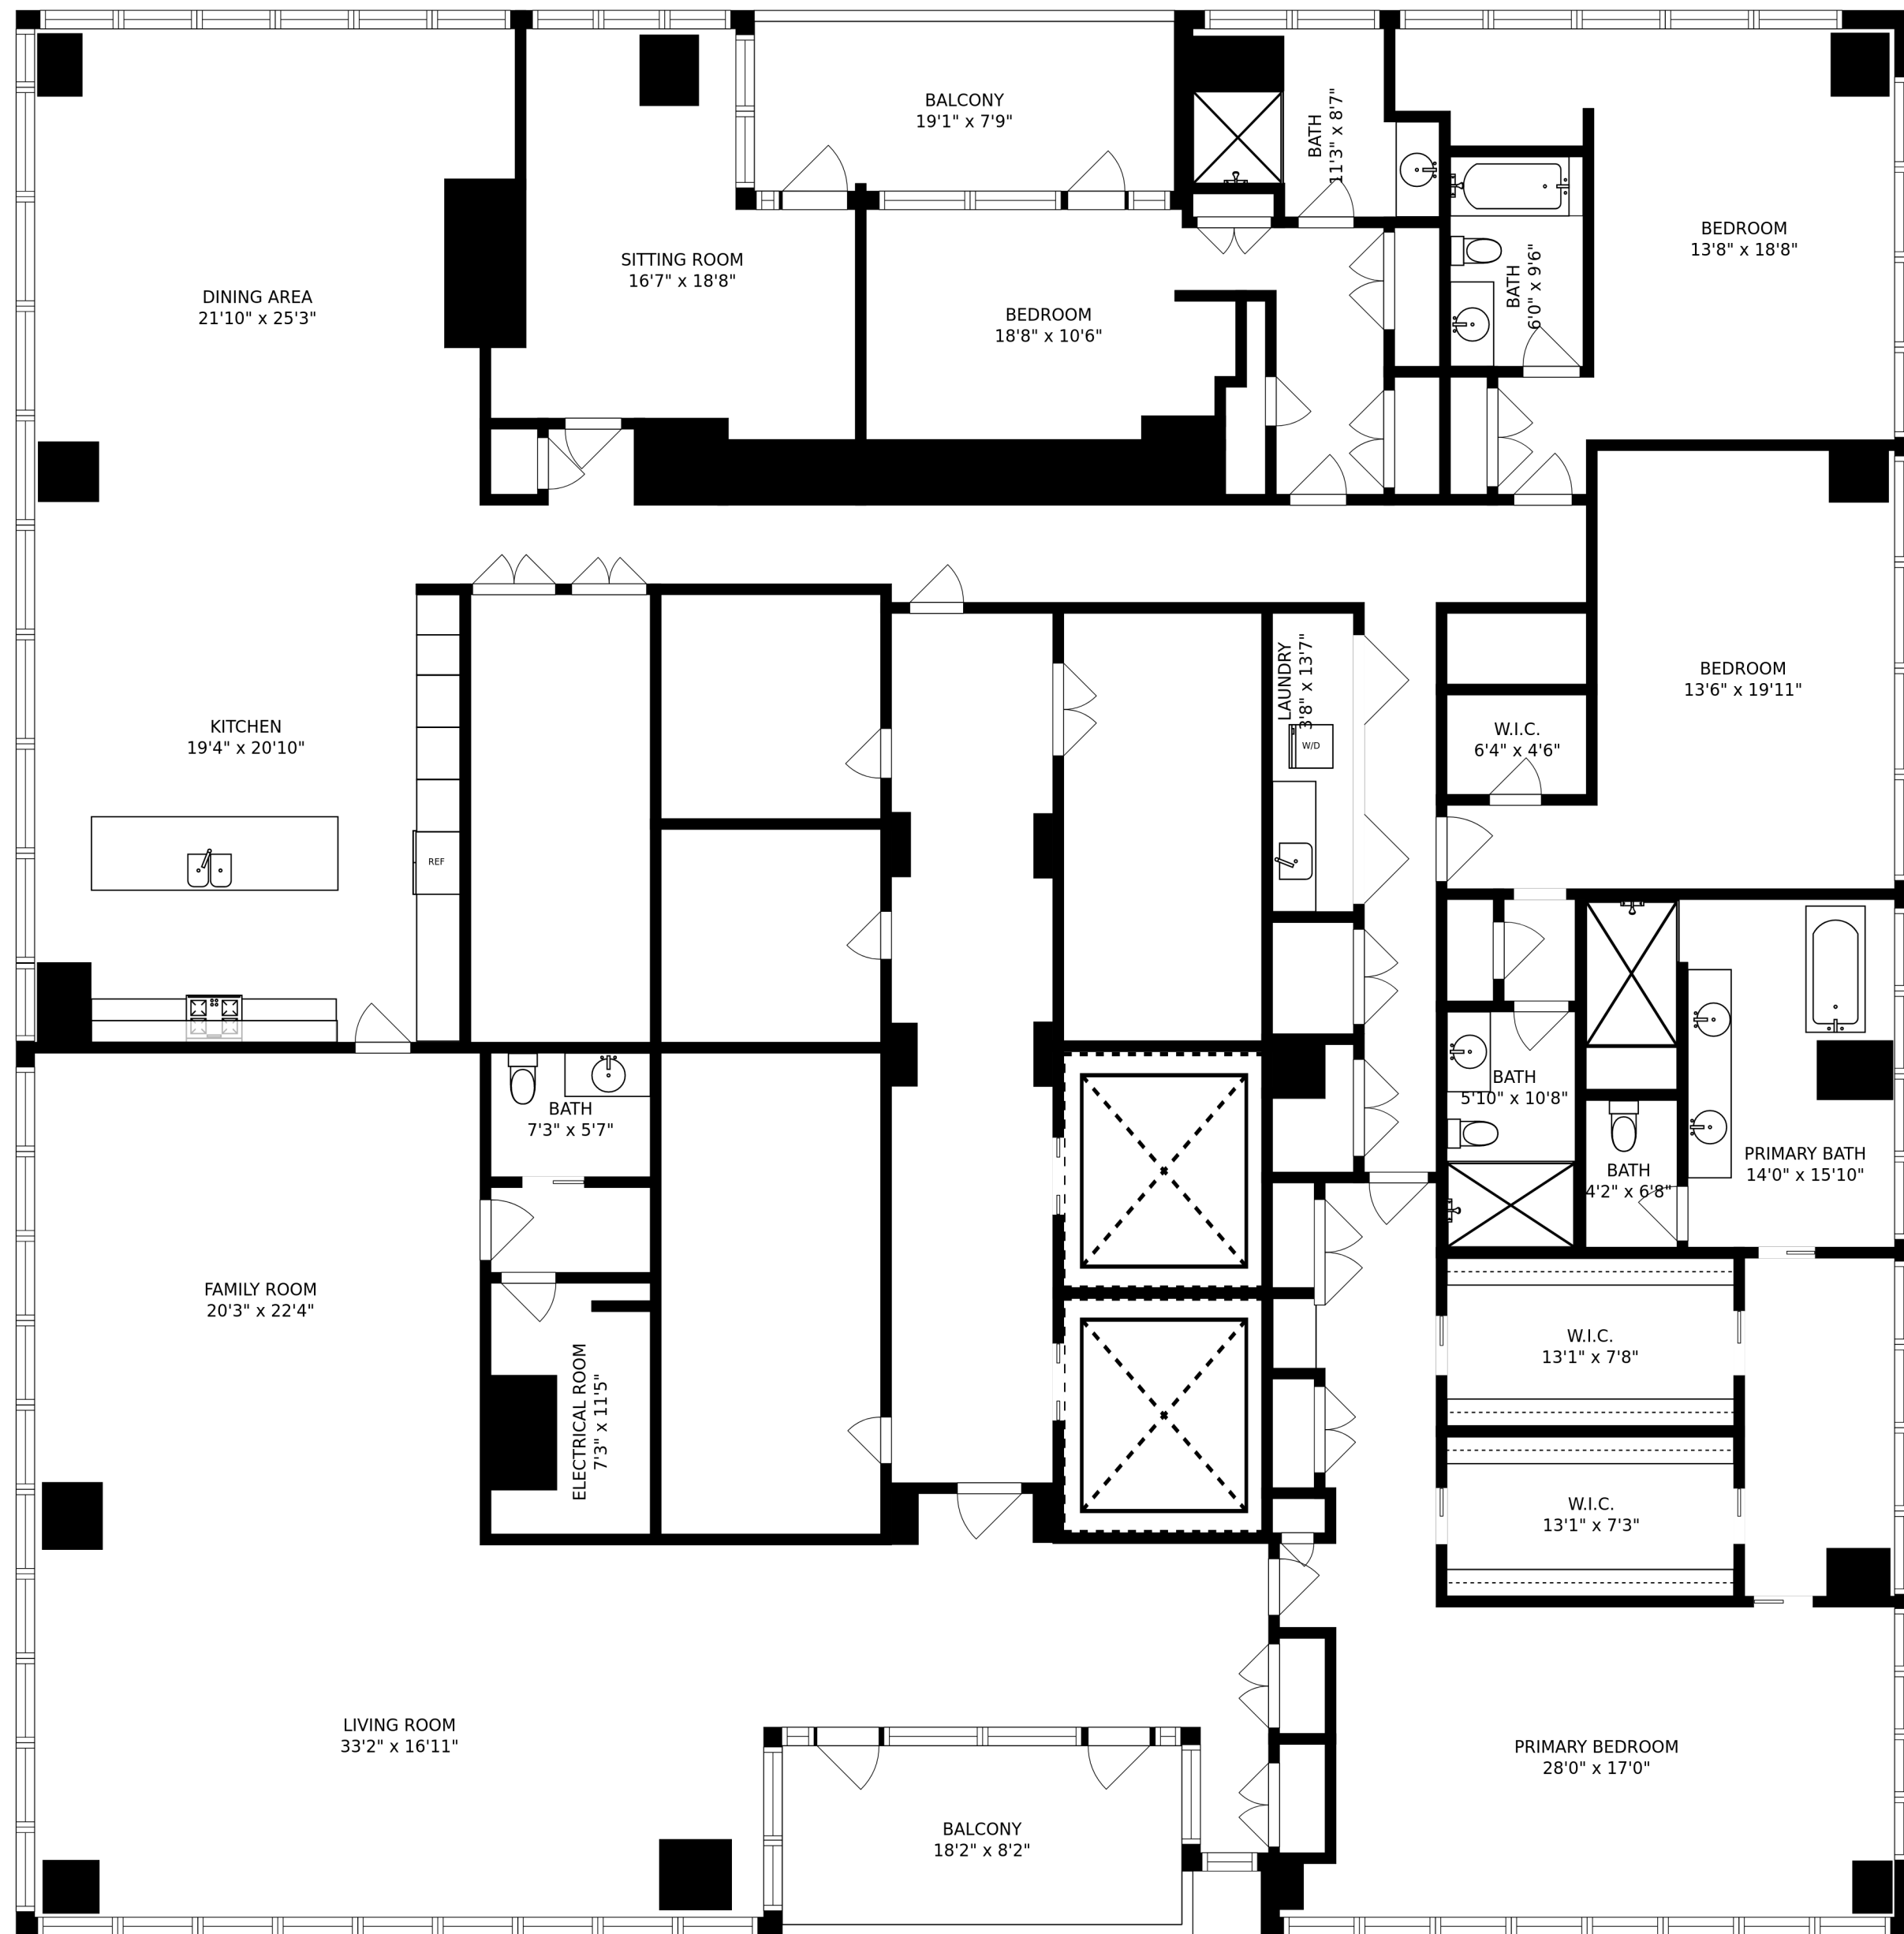 BALCONY
19'1" x 7'9"
BATH
11'3" x 8'7"
BEDROOM
13'8" x 18'8"
SITTING ROOM
16'7" x 18'8"
BATH
6'0" x 9'6"
DINING AREA
21'10" x 25'3"
BEDROOM
18'8" x 10'6"
LAUNDRY
3'8" x 13'7"
BEDROOM
13'6" x 19'11"
KITCHEN
19'4" x 20'10"
W.I.C.
6'4" x 4'6"
W/D
REF
BATH
5'10" x 10'8"
BATH
7'3" x 5'7"
PRIMARY BATH
14'0" x 15'10"
BATH
4'2" x 6'8"
FAMILY ROOM
20'3" x 22'4"
W.I.C.
13'1" x 7'8"
ELECTRICAL ROOM
7'3" x 11'5"
W.I.C.
13'1" x 7'3"
LIVING ROOM
33'2" x 16'11"
PRIMARY BEDROOM
28'0" x 17'0"
BALCONY
18'2" x 8'2"